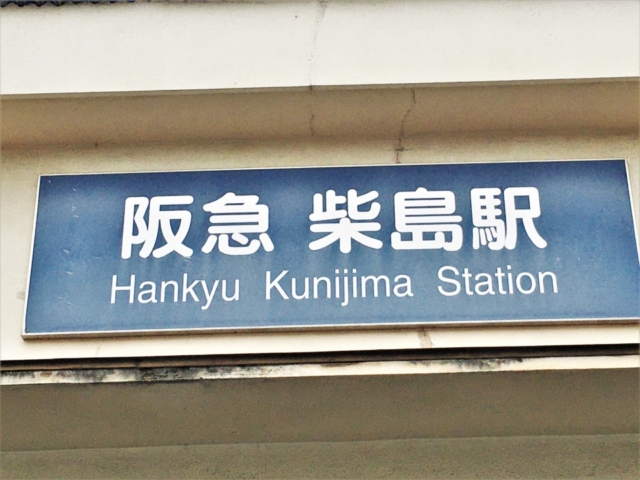 阪急 柴島駅
Hankyu Kunijima Station